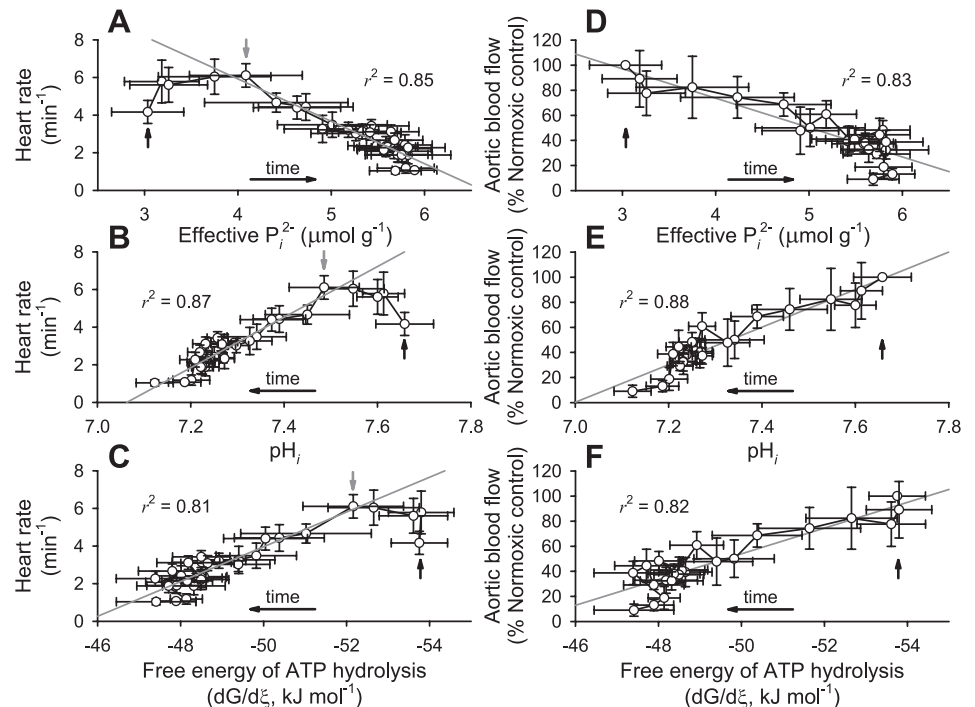 A
Heart rate
(min⁻¹)
8
6
4
2
0
r² = 0.85
time
3 4 5 6
Effective Pᵢ²⁻ (μmol g⁻¹)
D
Aortic blood flow
(% Normoxic control)
120
100
80
60
40
20
0
r² = 0.83
time
3 4 5 6
Effective Pᵢ²⁻ (μmol g⁻¹)
B
Heart rate
(min⁻¹)
8
6
4
2
0
r² = 0.87
time
7.0 7.2 7.4 7.6 7.8
pHᵢ
E
Aortic blood flow
(% Normoxic control)
120
100
80
60
40
20
0
r² = 0.88
time
7.0 7.2 7.4 7.6 7.8
pHᵢ
C
Heart rate
(min⁻¹)
8
6
4
2
0
r² = 0.81
time
-46 -48 -50 -52 -54
Free energy of ATP hydrolysis
(dG/dξ, kJ mol⁻¹)
F
Aortic blood flow
(% Normoxic control)
120
100
80
60
40
20
0
r² = 0.82
time
-46 -48 -50 -52 -54
Free energy of ATP hydrolysis
(dG/dξ, kJ mol⁻¹)